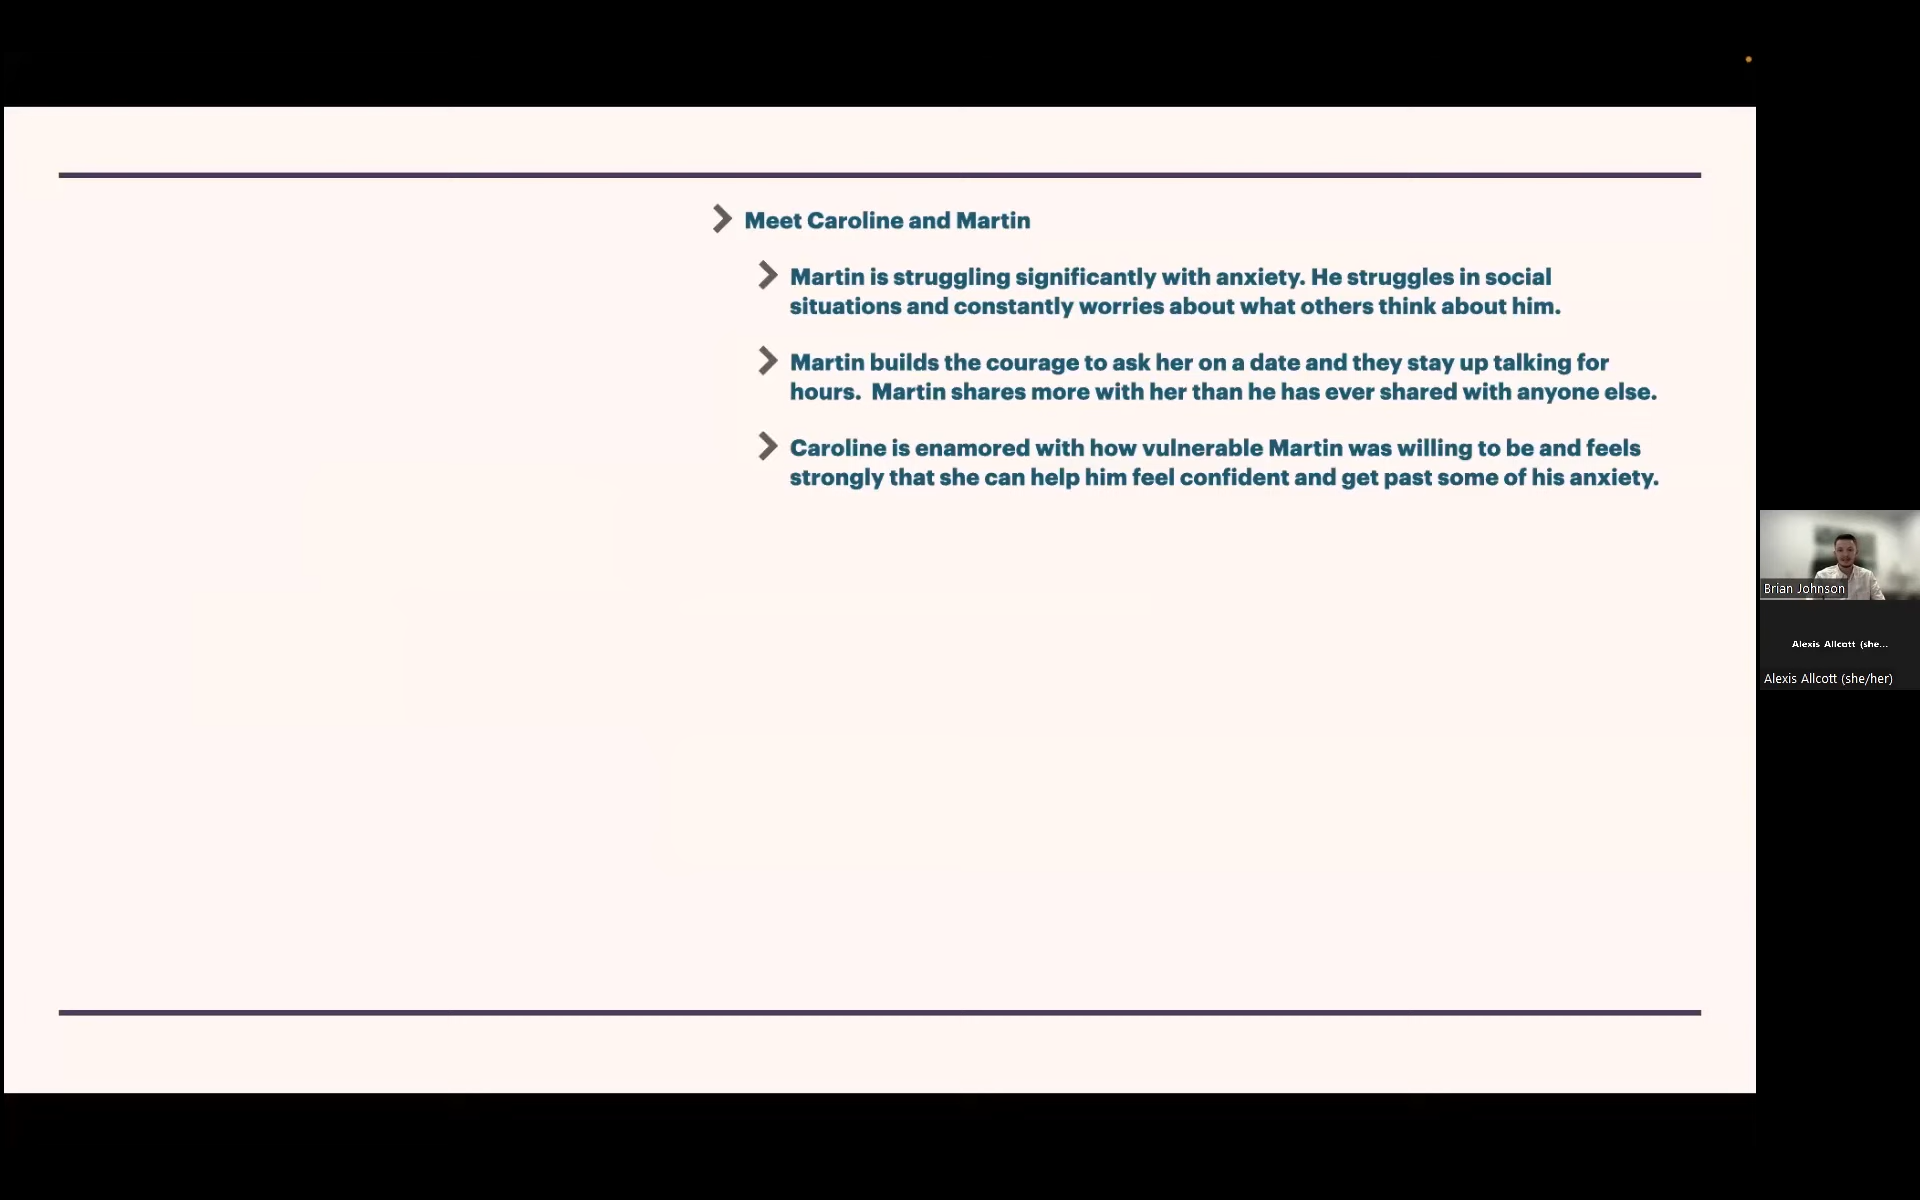 Meet Caroline and Martin
Martin is struggling significantly with anxiety. He struggles in social
situations and constantly worries about what others think about him.
Martin builds the courage to ask her on a date and they stay up talking for
hours.  Martin shares more with her than he has ever shared with anyone else.
Caroline is enamored with how vulnerable Martin was willing to be and feels
strongly that she can help him feel confident and get past some of his anxiety.
Brian Johnson
Alexis Allcott (she...
Alexis Allcott (she/her)